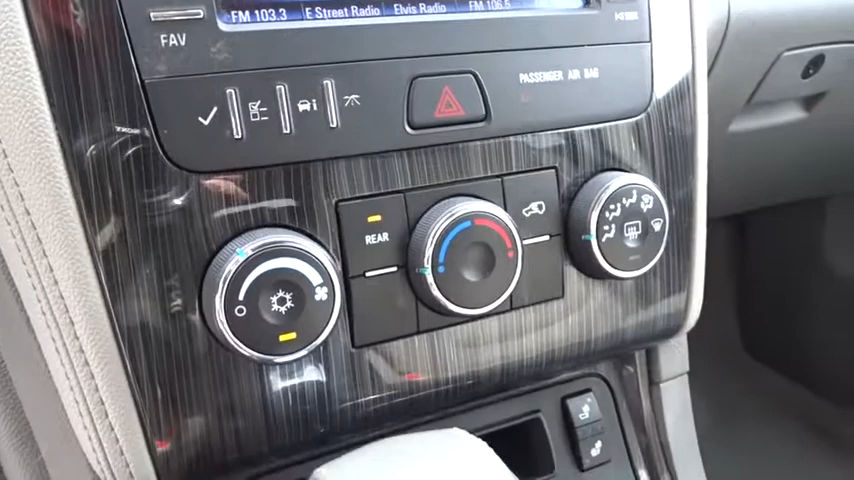 FM 103.3 E Street Radio Elvis Radio FM 106.5
FAV
PASSENGER AIR BAG
i
REAR